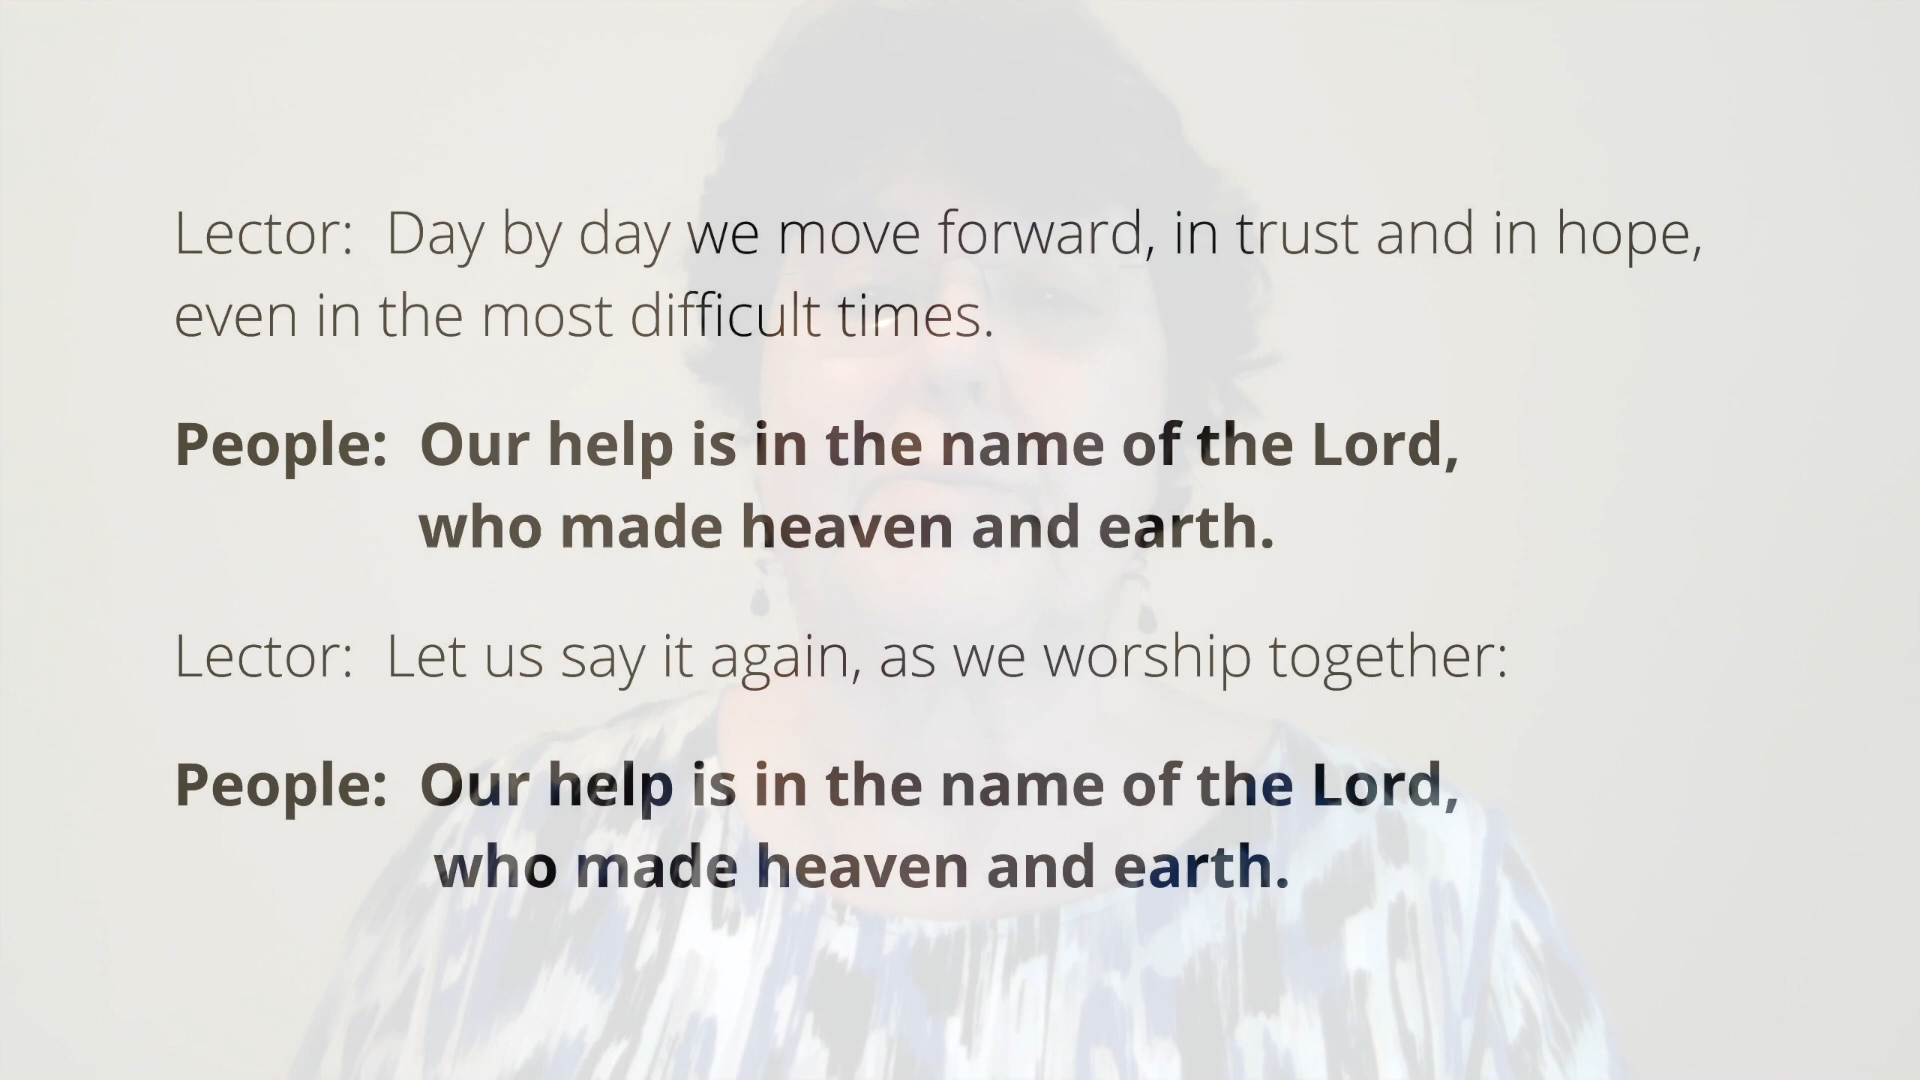 Lector: Day by day we move forward, in trust and in hope,
even in the most difficult times.
People: Our help is in the name of the Lord,
who made heaven and earth.
Lector: Let us say it again, as we worship together:
People: Our help is in the name of the Lord,
who made heaven and earth.